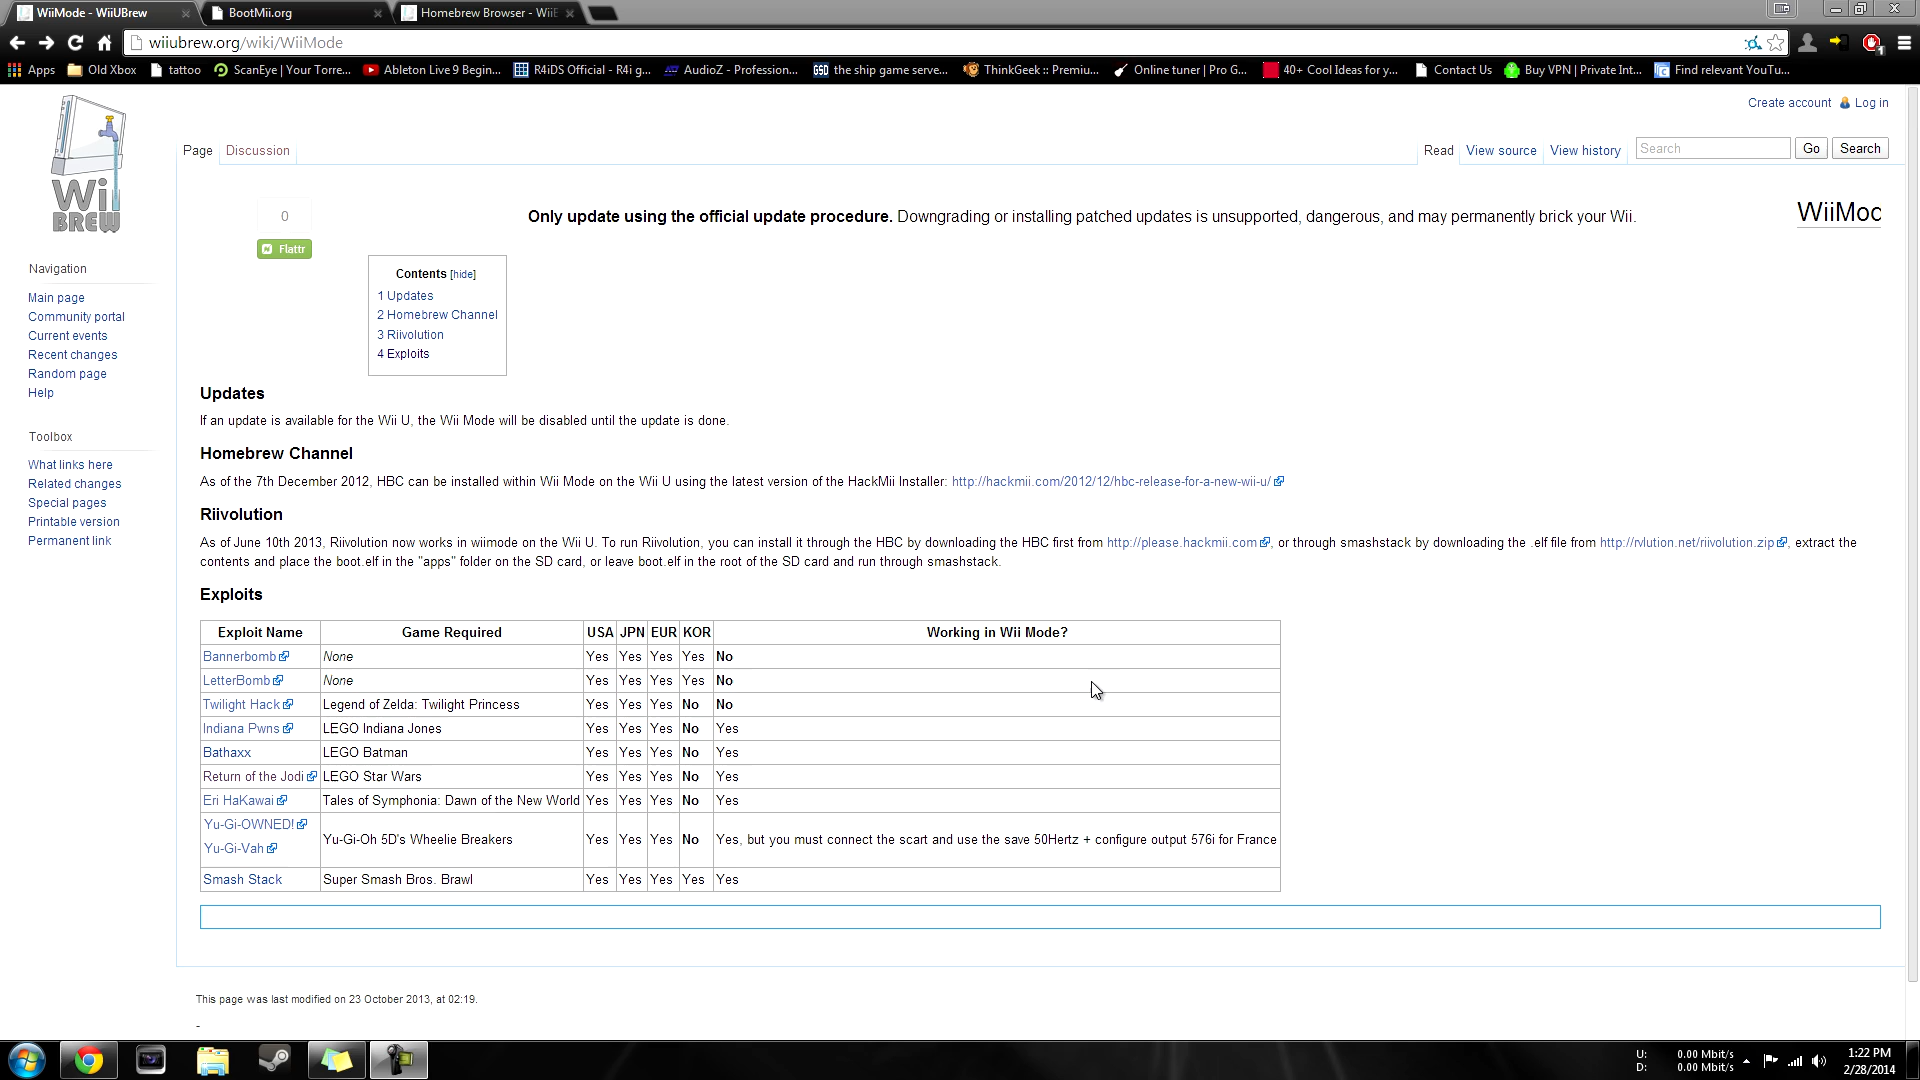 WiiMode - WiiUBrew
BootMii.org
Homebrew Browser - WiiE
wiiubrew.org/wiki/WiiMode
Apps
Old Xbox
tattoo
ScanEye | Your Torre...
Ableton Live 9 Begin...
R4iDS Official - R4i g...
AudioZ - Profession...
GSD the ship game serve...
ThinkGeek :: Premiu...
Online tuner | Pro G...
40+ Cool Ideas for y...
Contact Us
Buy VPN | Private Int...
Find relevant YouTu...
Create account
Log in
Wii
BREW
Page
Discussion
Read
View source
View history
Search
Go
Search
0
Flattr
Only update using the official update procedure. Downgrading or installing patched updates is unsupported, dangerous, and may permanently brick your Wii.
WiiMoc
Contents [hide]
1 Updates
2 Homebrew Channel
3 Riivolution
4 Exploits
Navigation
Main page
Community portal
Current events
Recent changes
Random page
Help
Toolbox
What links here
Related changes
Special pages
Printable version
Permanent link
Updates
If an update is available for the Wii U, the Wii Mode will be disabled until the update is done.
Homebrew Channel
As of the 7th December 2012, HBC can be installed within Wii Mode on the Wii U using the latest version of the HackMii Installer: http://hackmii.com/2012/12/hbc-release-for-a-new-wii-u/
Riivolution
As of June 10th 2013, Riivolution now works in wiimode on the Wii U. To run Riivolution, you can install it through the HBC by downloading the HBC first from http://please.hackmii.com, or through smashstack by downloading the .elf file from http://rvlution.net/riivolution.zip, extract the
contents and place the boot.elf in the "apps" folder on the SD card, or leave boot.elf in the root of the SD card and run through smashstack.
Exploits
Exploit Name Game Required USA JPN EUR KOR Working in Wii Mode?
Bannerbomb None Yes Yes Yes Yes No
LetterBomb None Yes Yes Yes Yes No
Twilight Hack Legend of Zelda: Twilight Princess Yes Yes Yes No No
Indiana Pwns LEGO Indiana Jones Yes Yes Yes No Yes
Bathaxx LEGO Batman Yes Yes Yes No Yes
Return of the Jodi LEGO Star Wars Yes Yes Yes No Yes
Eri HaKawai Tales of Symphonia: Dawn of the New World Yes Yes Yes No Yes
Yu-Gi-OWNED!
Yu-Gi-Vah Yu-Gi-Oh 5D's Wheelie Breakers Yes Yes Yes No Yes, but you must connect the scart and use the save 50Hertz + configure output 576i for France
Smash Stack Super Smash Bros. Brawl Yes Yes Yes Yes Yes
This page was last modified on 23 October 2013, at 02:19.
-
U: 0.00 Mbit/s
D: 0.00 Mbit/s
1:22 PM
2/28/2014